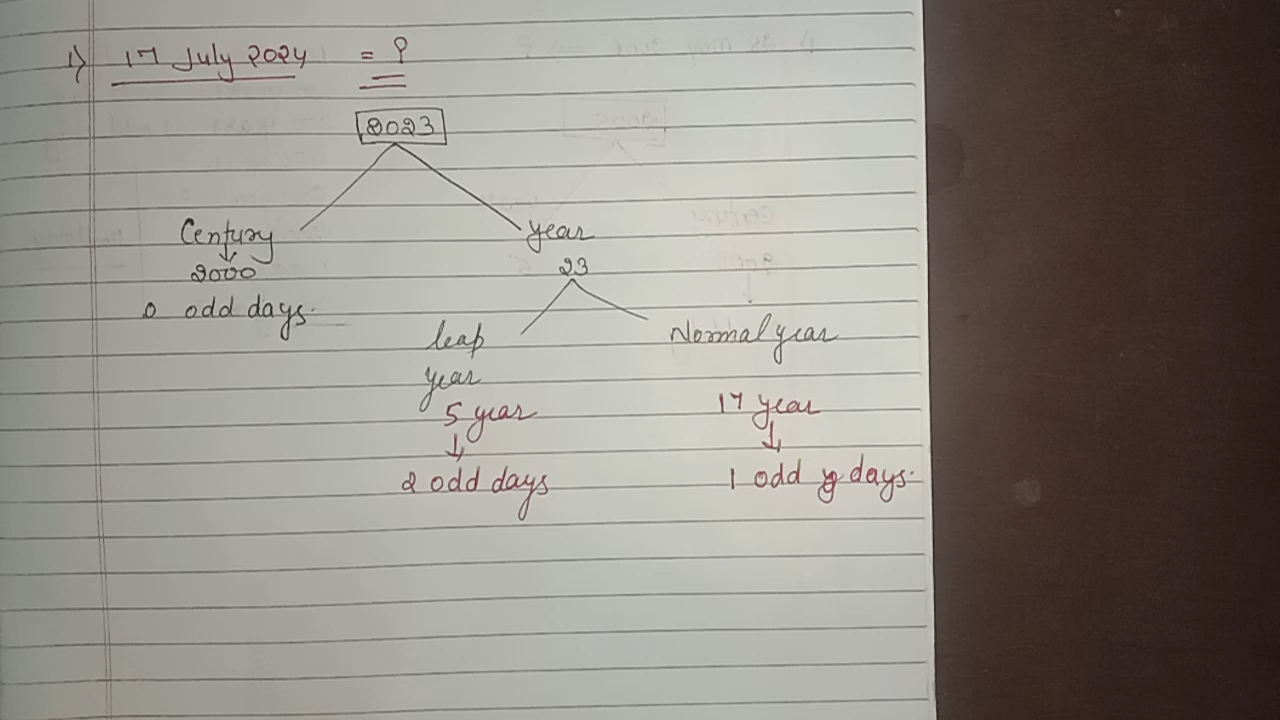 1) 17 July 2024 = ?
2023
Century year
2000 23
0 odd days.
leap Normal year
year
5 year 17 year
2 odd days 1 odd days.